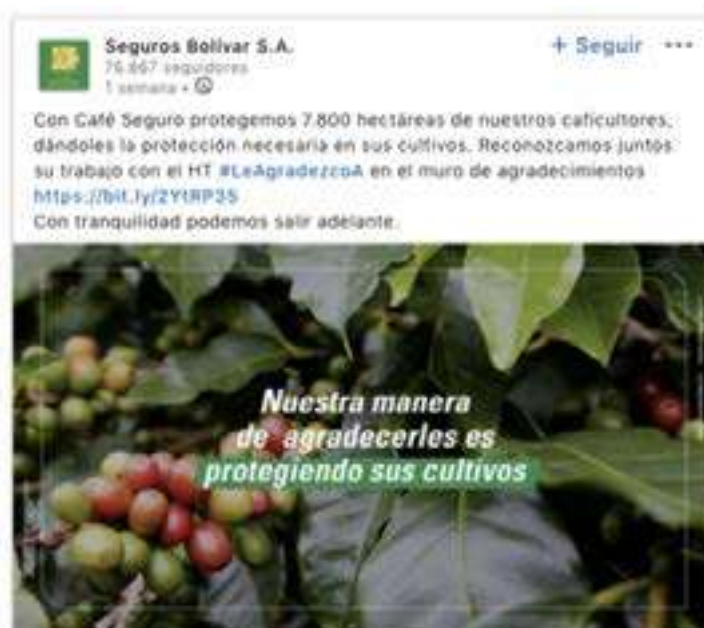 Seguros Bolívar S.A.
+ Seguir •••
76.667 seguidores
1 semana •
Con Café Seguro protegemos 7.800 hectáreas de nuestros caficultores,
dándoles la protección necesaria en sus cultivos. Reconozcamos juntos
su trabajo con el HT #LeAgradezcoA en el muro de agradecimientos
https://bit.ly/2YtRP35
Con tranquilidad podemos salir adelante.
Nuestra manera
de agradecerles es
protegiendo sus cultivos